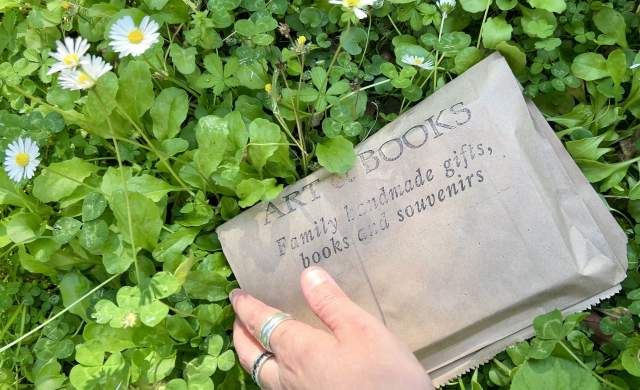 ART & BOOKS
Family handmade gifts,
books and souvenirs